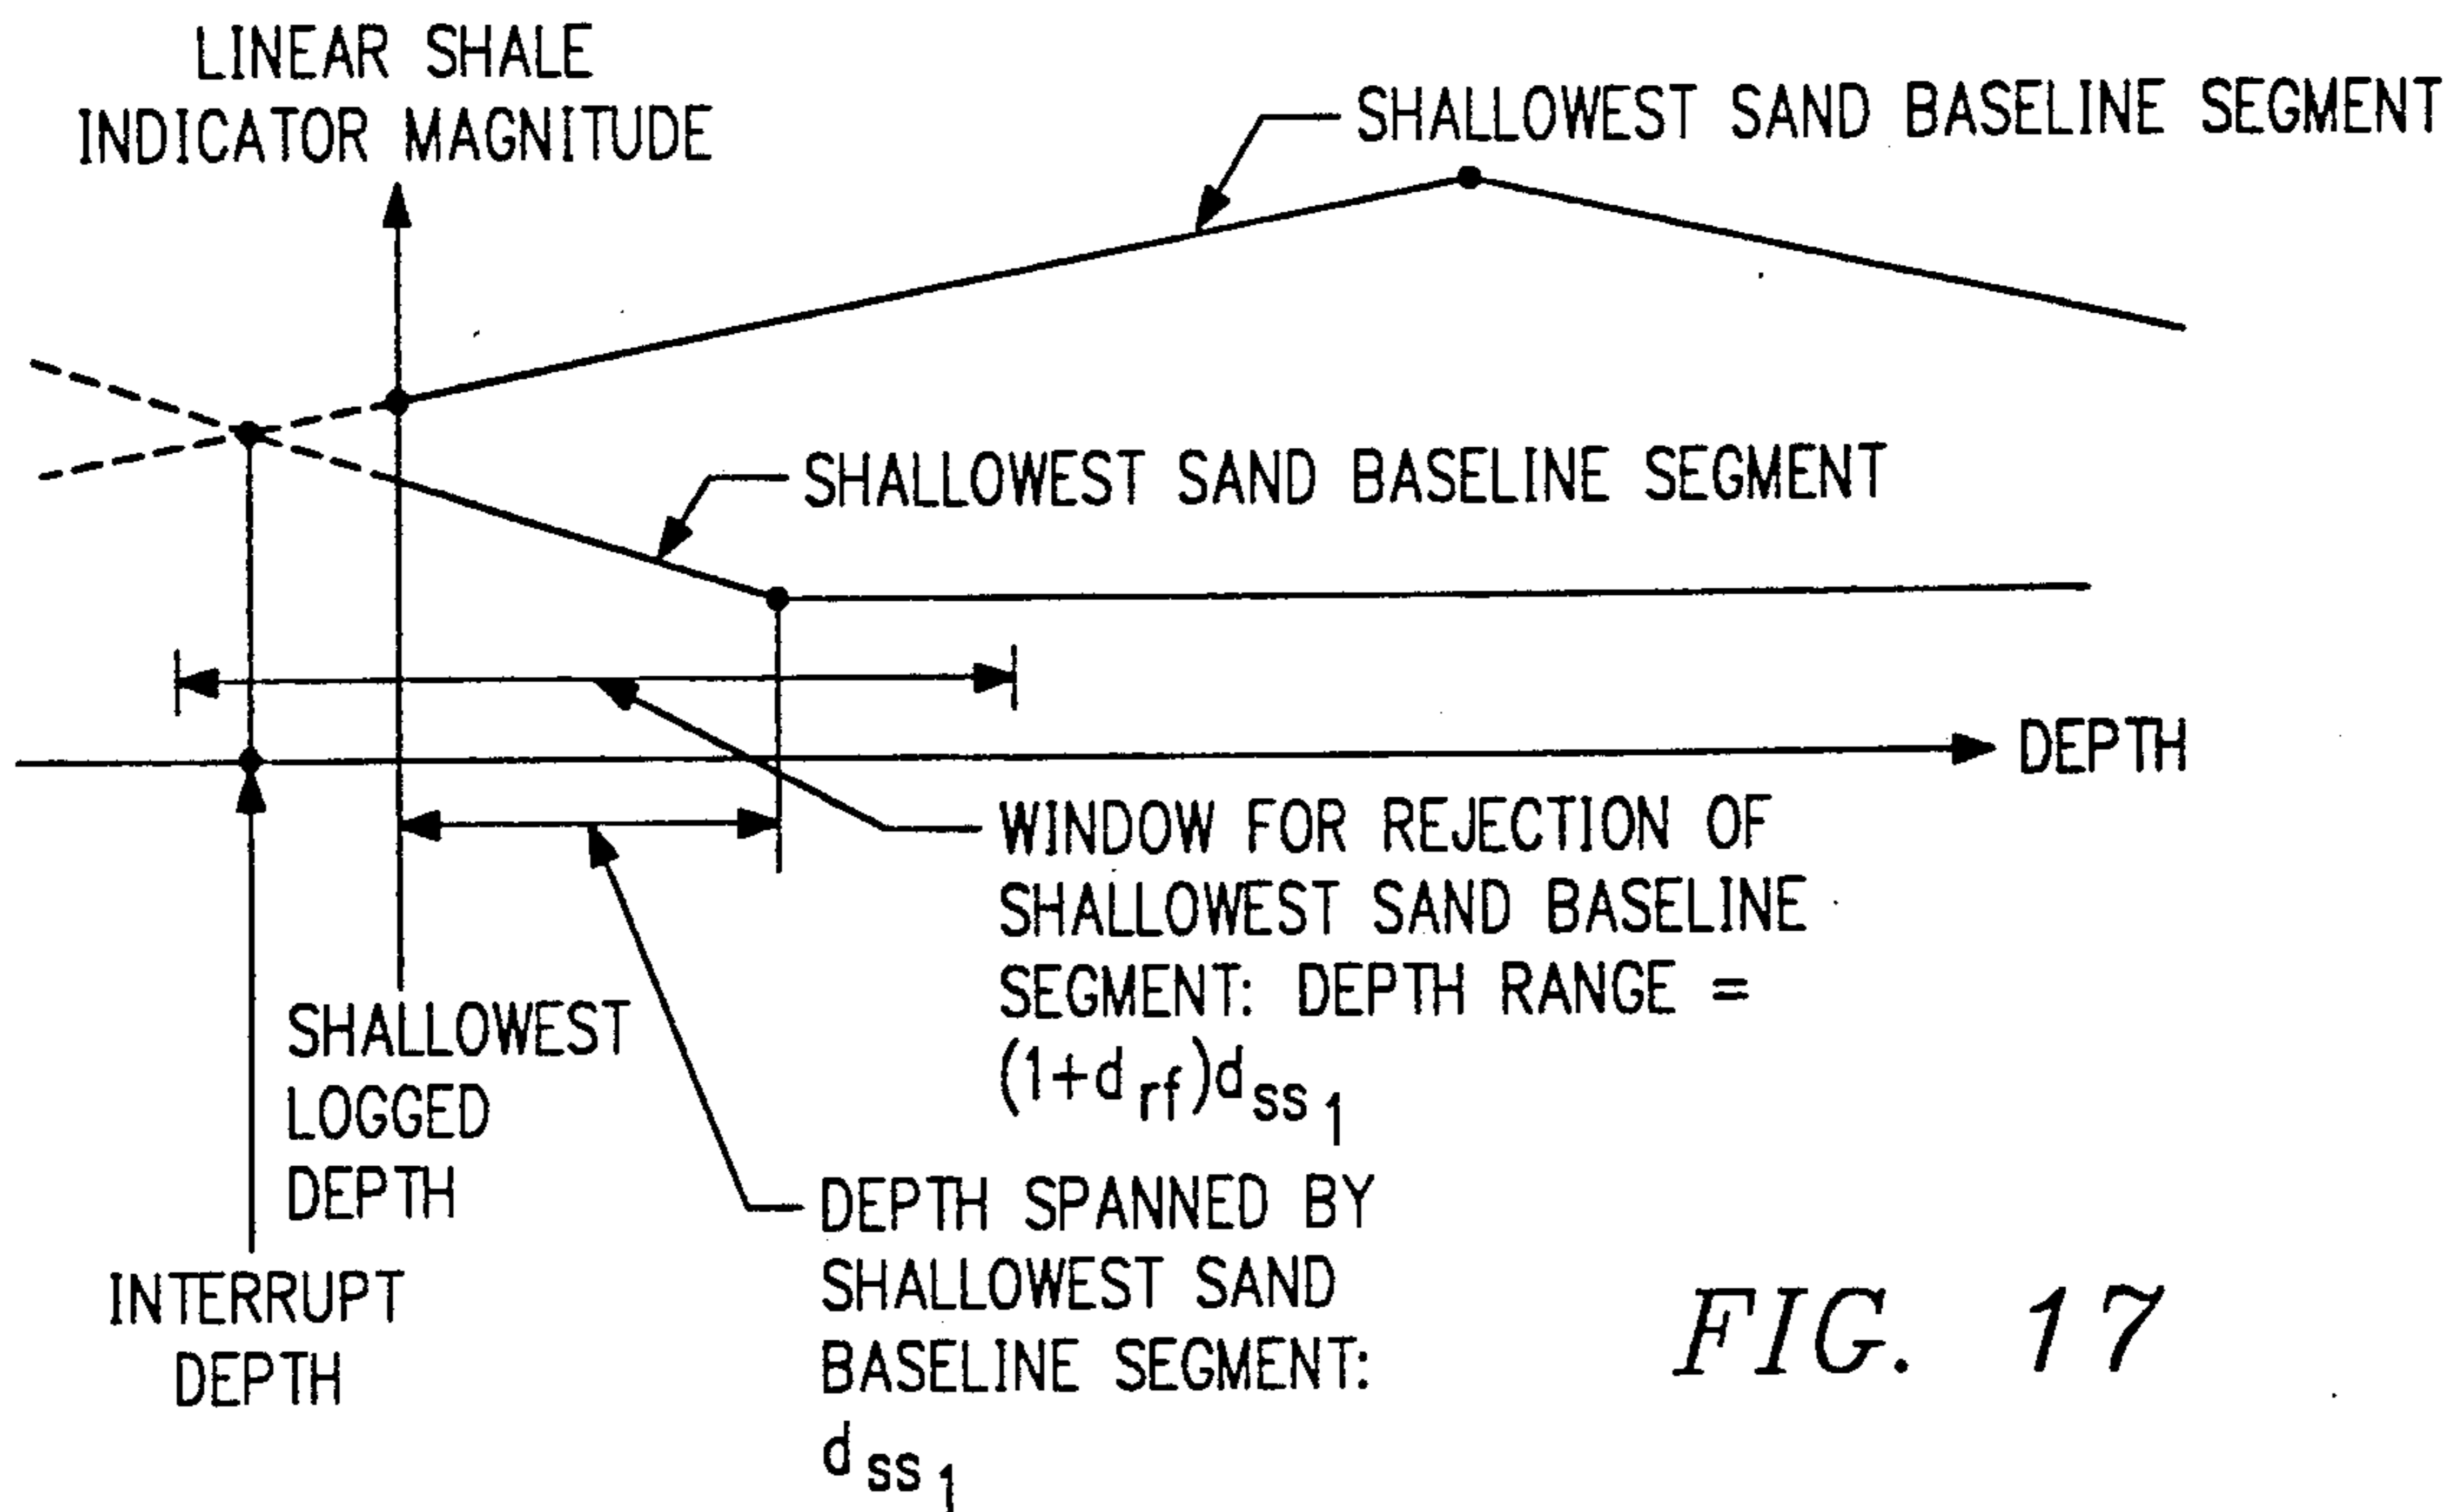 LINEAR SHALE
INDICATOR MAGNITUDE
SHALLOWEST SAND BASELINE SEGMENT
SHALLOWEST SAND BASELINE SEGMENT
DEPTH
WINDOW FOR REJECTION OF
SHALLOWEST SAND BASELINE
SEGMENT: DEPTH RANGE =
(1+d rf)d ss 1
SHALLOWEST
LOGGED
DEPTH
DEPTH SPANNED BY
SHALLOWEST SAND
BASELINE SEGMENT:
d ss 1
INTERRUPT
DEPTH
FIG. 17